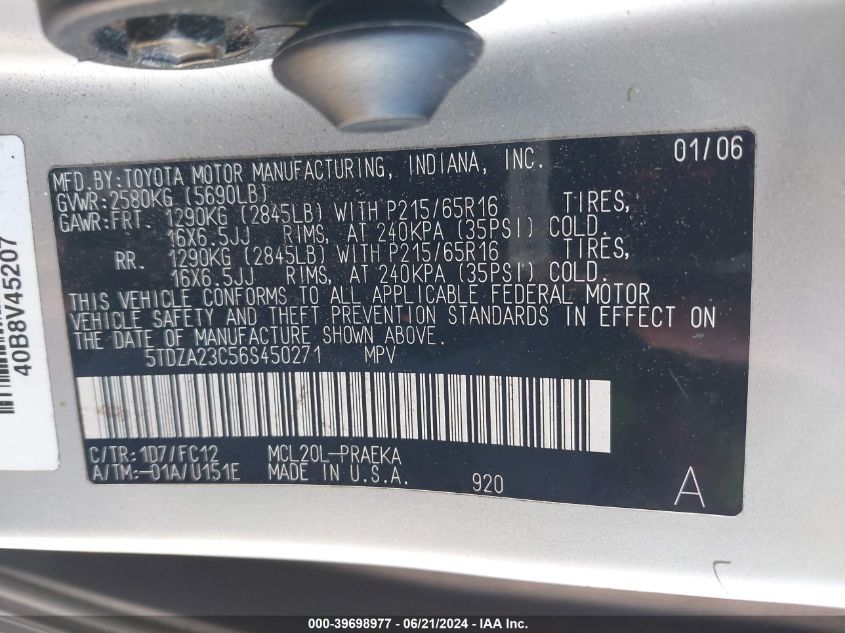 MFD.BY:TOYOTA MOTOR MANUFACTURING, INDIANA, INC. 01/06
GVWR:2580KG (5690LB)
GAWR:FRT. 1290KG (2845LB) WITH P215/65R16 TIRES,
16X6.5JJ RIMS, AT 240KPA (35PSI) COLD.
RR. 1290KG (2845LB) WITH P215/65R16 TIRES,
16X6.5JJ RIMS, AT 240KPA (35PSI) COLD.
THIS VEHICLE CONFORMS TO ALL APPLICABLE FEDERAL MOTOR
VEHICLE SAFETY AND THEFT PREVENTION STANDARDS IN EFFECT ON
THE DATE OF MANUFACTURE SHOWN ABOVE.
5TDZA23C56S450271 MPV
C/TR: 1D7/FC12 MCL20L-PRAEKA
A/TM:-01A/U151E MADE IN U.S.A. 920 A
40B8V45207
000-39698977 - 06/21/2024 - IAA Inc.